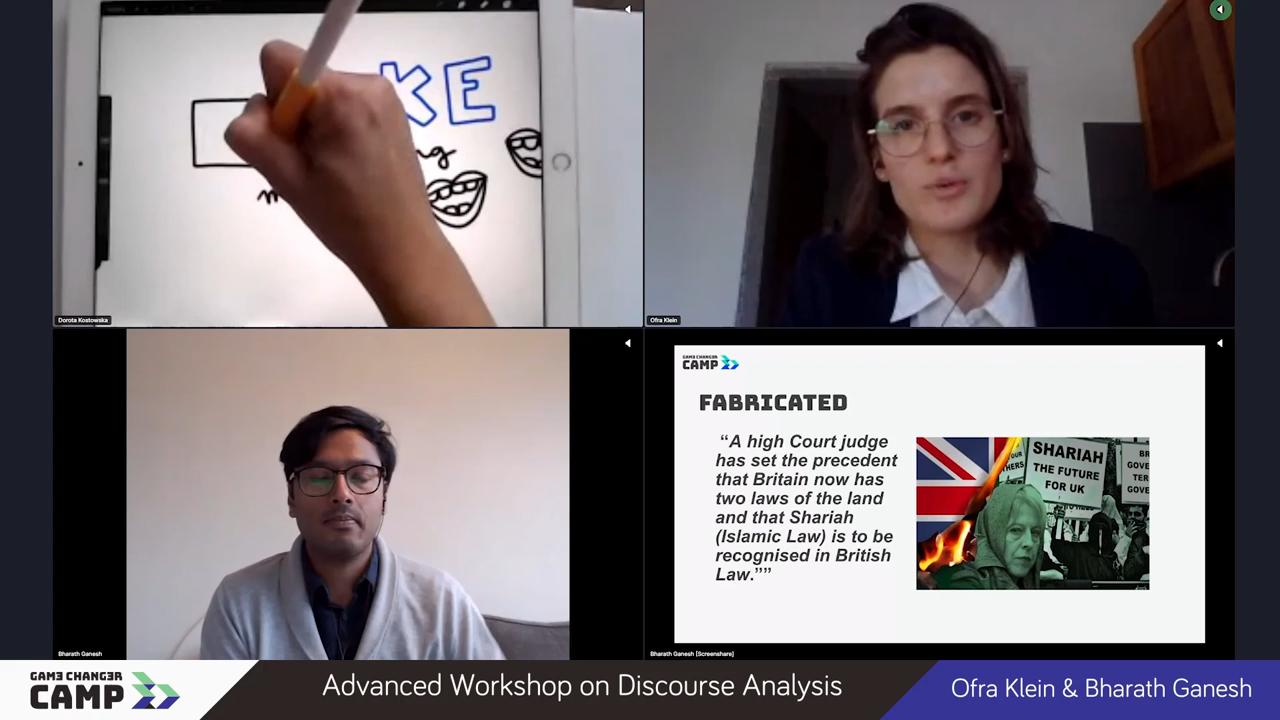 KE
Dorota Kostowska
Ofra Klein
GAME CHANGER
CAMP
FABRICATED
“A high Court judge
has set the precedent
that Britain now has
two laws of the land
and that Shariah
(Islamic Law) is to be
recognised in British
Law.””
SHARIAH
THE FUTURE
FOR UK
Bharath Ganesh
Bharath Ganesh [Screenshare]
GAM3 CHANG3R
CAMP
Advanced Workshop on Discourse Analysis
Ofra Klein & Bharath Ganesh